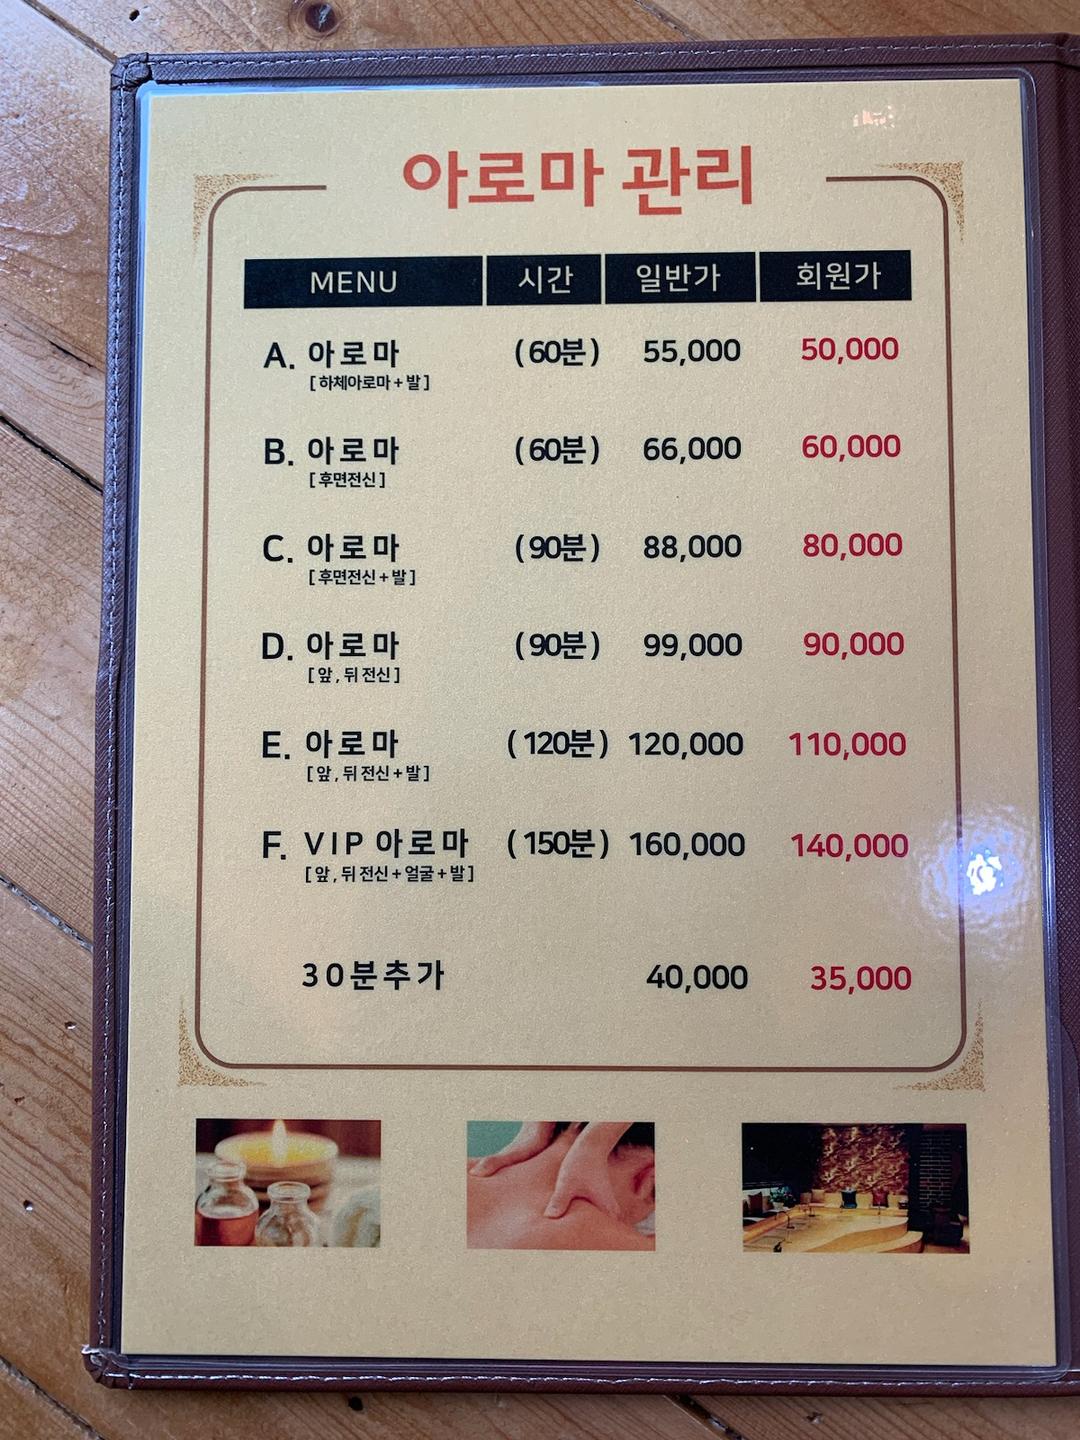 아로마 관리
MENU 시간 일반가 회원가
A. 아로마 (60분) 55,000 50,000
[하체아로마+발]
B. 아로마 (60분) 66,000 60,000
[후면전신]
C. 아로마 (90분) 88,000 80,000
[후면전신+발]
D. 아로마 (90분) 99,000 90,000
[앞,뒤전신]
E. 아로마 (120분) 120,000 110,000
[앞,뒤전신+발]
F. VIP 아로마 (150분) 160,000 140,000
[앞,뒤전신+얼굴+발]
30분추가 40,000 35,000